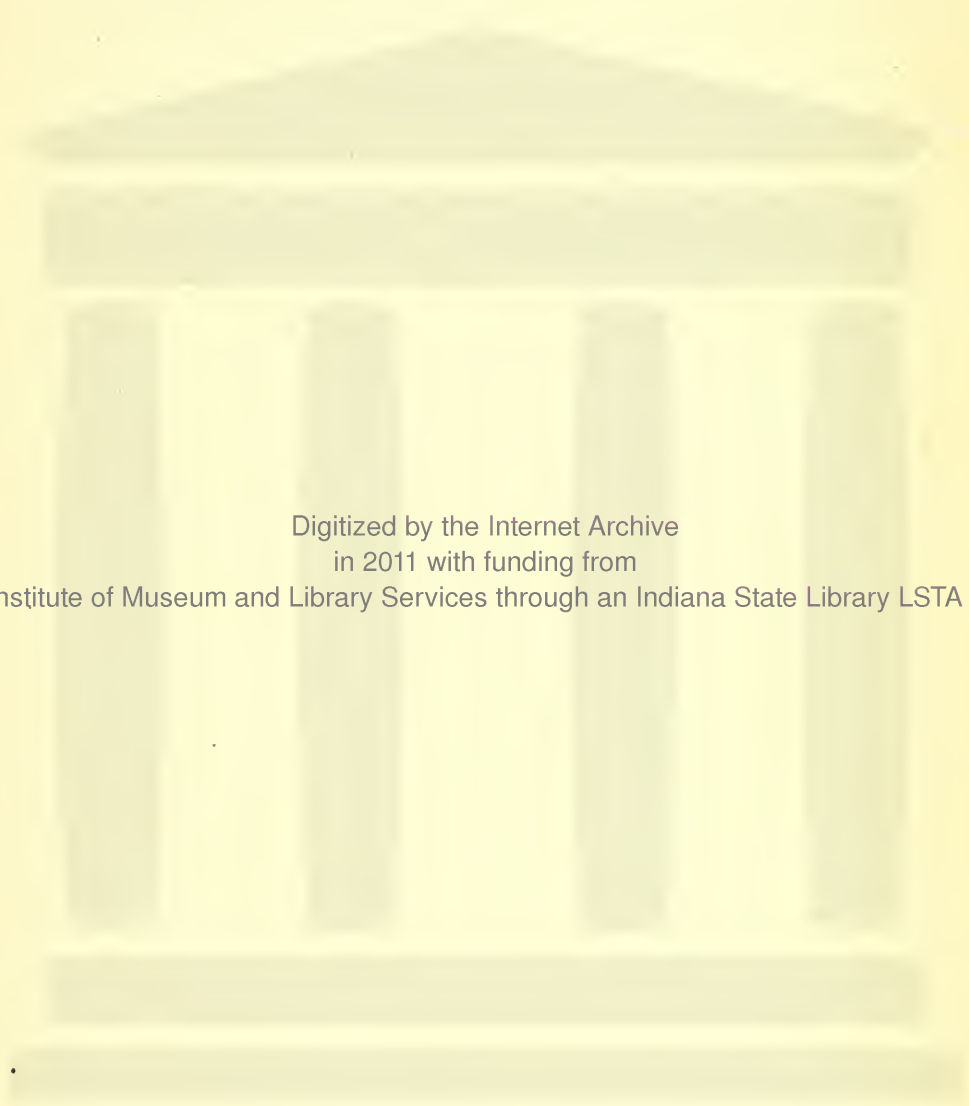 Digitized by the Internet Archive
in 2011 with funding from
nstitute of Museum and Library Services through an Indiana State Library LSTA